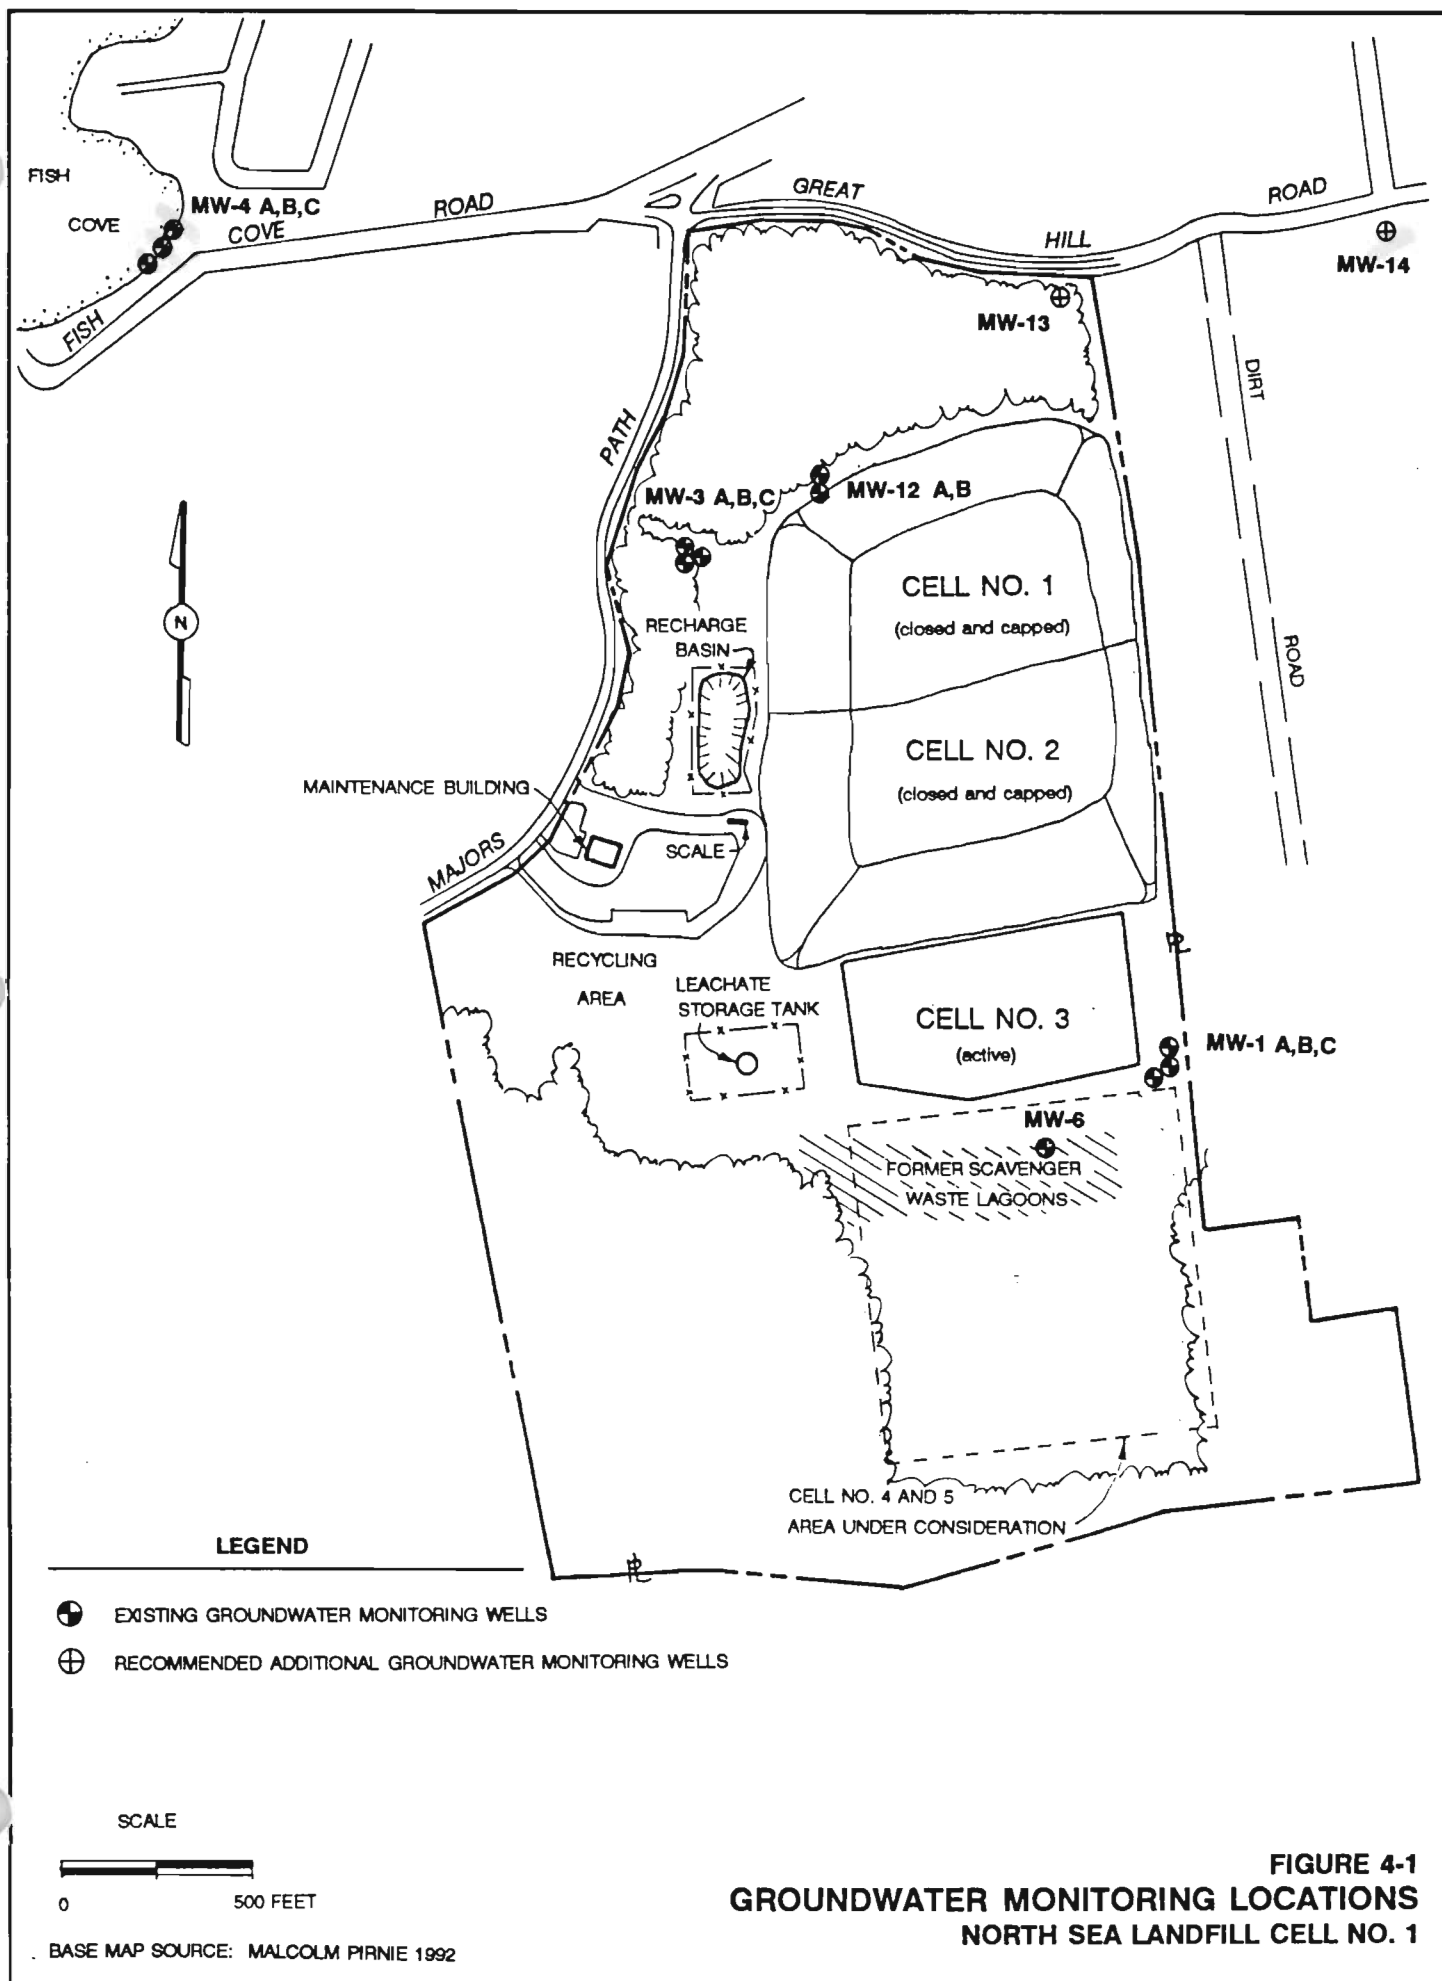 FISH
COVE
MW-4 A,B,C
FISH
COVE
ROAD
GREAT
HILL
ROAD
MW-14
MW-13
DIRT
ROAD
PATH
MAJORS
MW-3 A,B,C
MW-12 A,B
N
CELL NO. 1
(closed and capped)
RECHARGE
BASIN
CELL NO. 2
(closed and capped)
MAINTENANCE BUILDING
SCALE
RECYCLING
AREA
LEACHATE
STORAGE TANK
CELL NO. 3
(active)
PL
MW-1 A,B,C
MW-6
FORMER SCAVENGER
WASTE LAGOONS
CELL NO. 4 AND 5
AREA UNDER CONSIDERATION
PL
LEGEND
EXISTING GROUNDWATER MONITORING WELLS
RECOMMENDED ADDITIONAL GROUNDWATER MONITORING WELLS
SCALE
0 500 FEET
BASE MAP SOURCE: MALCOLM PIRNIE 1992
FIGURE 4-1
GROUNDWATER MONITORING LOCATIONS
NORTH SEA LANDFILL CELL NO. 1